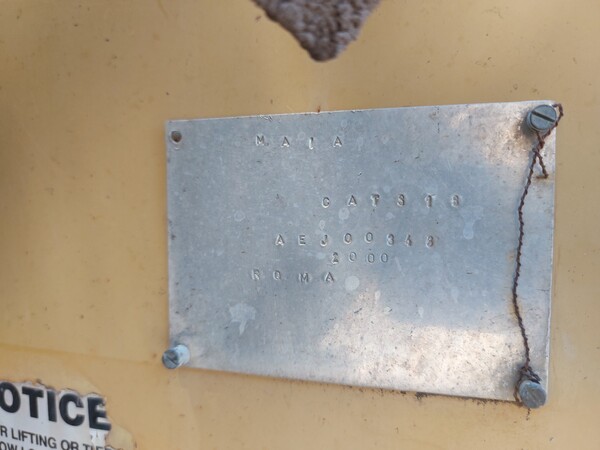 MAIA
CAT318
AEJ00348
2000
ROMA
OTICE
R LIFTING OR TIE